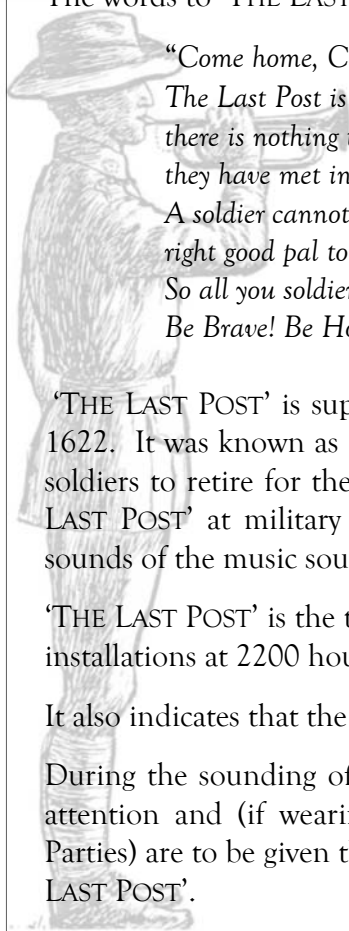 The words to ‘THE LAST
“Come home, C
The Last Post is
there is nothing
they have met in
A soldier cannot
right good pal to
So all you soldier
Be Brave! Be Ho
‘THE LAST POST’ is sup
1622. It was known as
soldiers to retire for the
LAST POST’ at military
sounds of the music sou
‘THE LAST POST’ is the t
installations at 2200 hou
It also indicates that the
During the sounding of
attention and (if weari
Parties) are to be given t
LAST POST’.